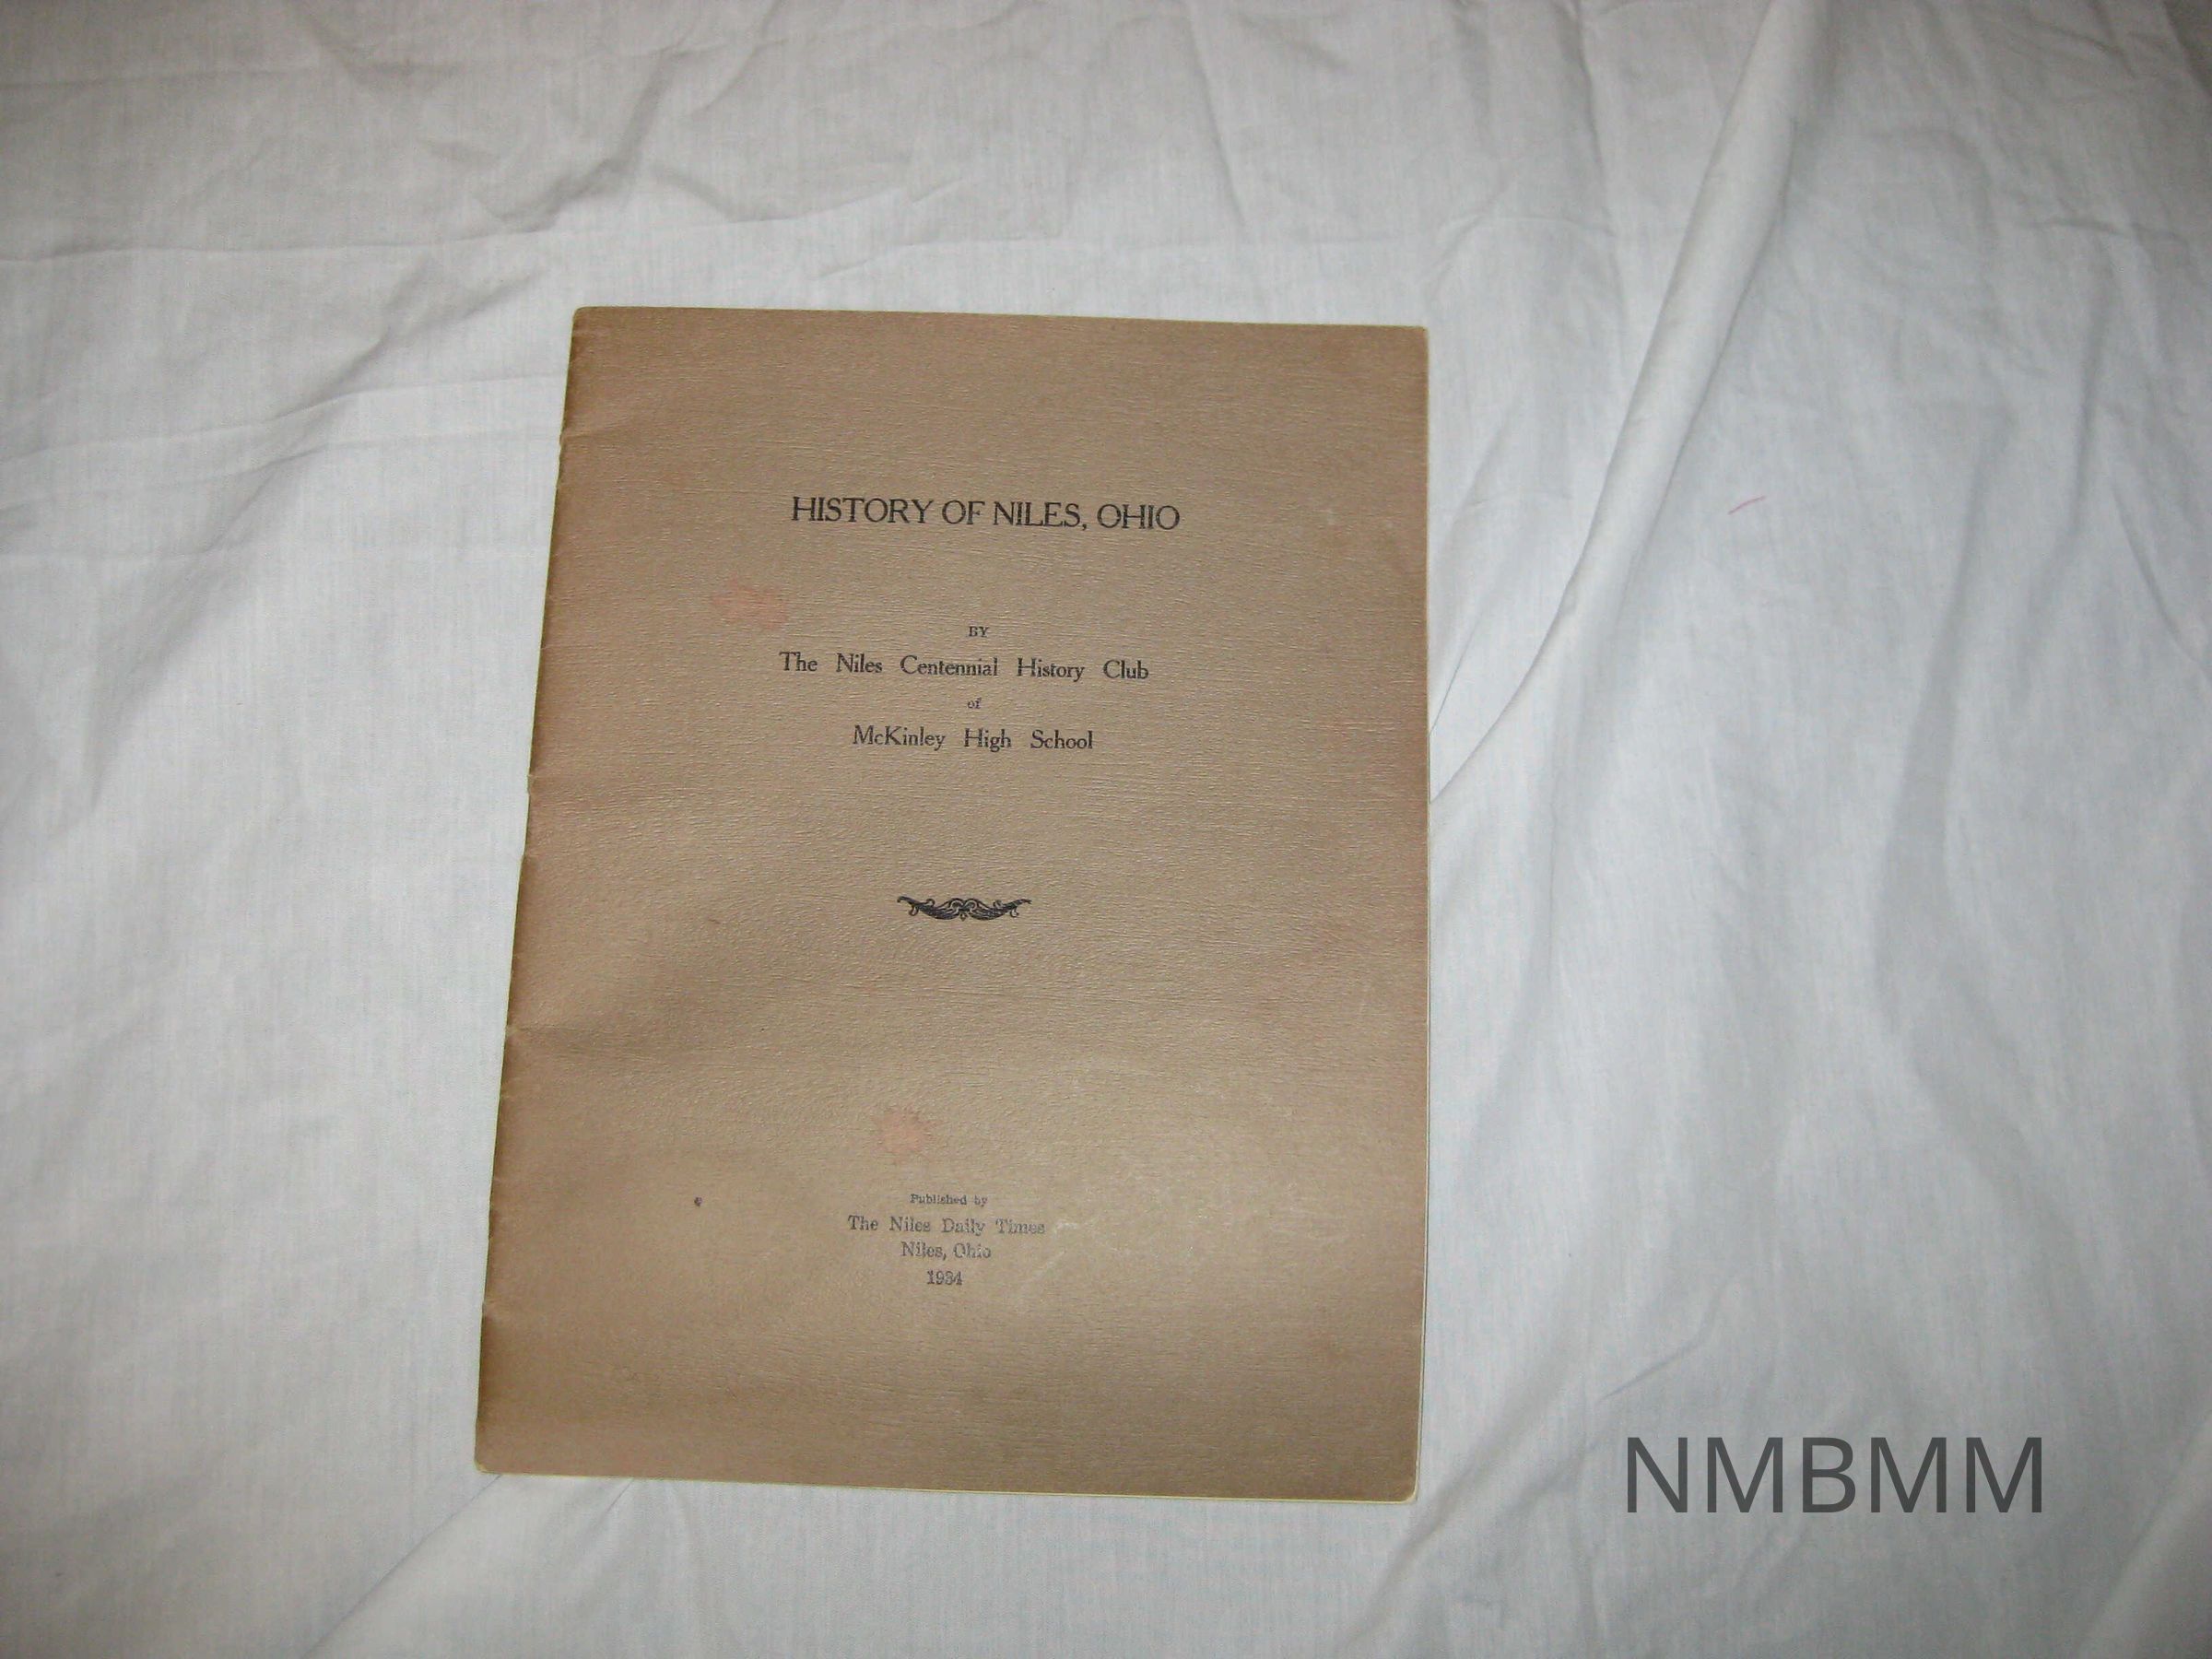 HISTORY OF NILES, OHIO
BY
The Niles Centennial History Club
of
McKinley High School
Published by
The Niles Daily Times
Niles, Ohio
1934
NMBMM